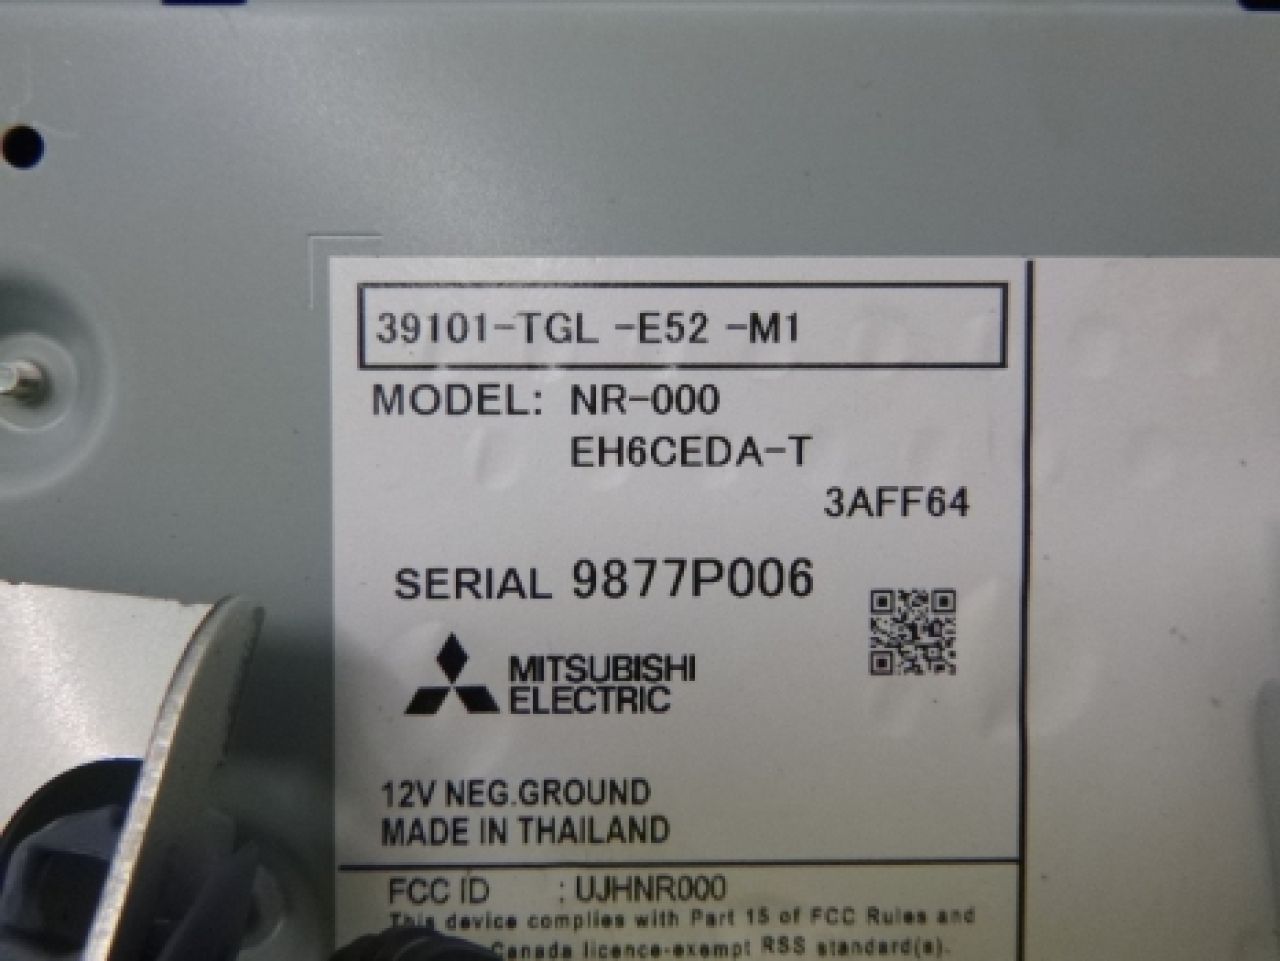 39101-TGL -E52 -M1
MODEL: NR-000
EH6CEDA-T
3AFF64
SERIAL 9877P006
MITSUBISHI
ELECTRIC
12V NEG.GROUND
MADE IN THAILAND
FCC ID : UJHNR000
This device complies with Part 15 of FCC Rules and
Canada licence-exempt RSS standard(s).